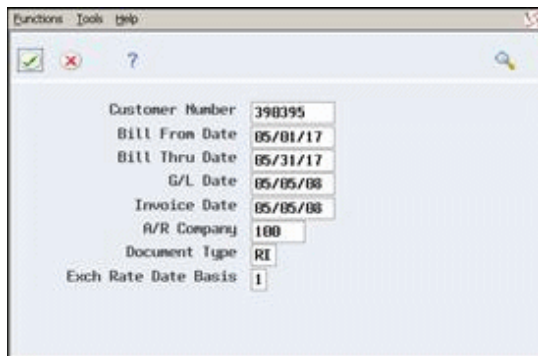 Functions Tools Help
?
Customer Number 390395
Bill From Date 05/01/17
Bill Thru Date 05/31/17
G/L Date 05/05/08
Invoice Date 05/05/08
A/R Company 100
Document Type RI
Exch Rate Date Basis 1